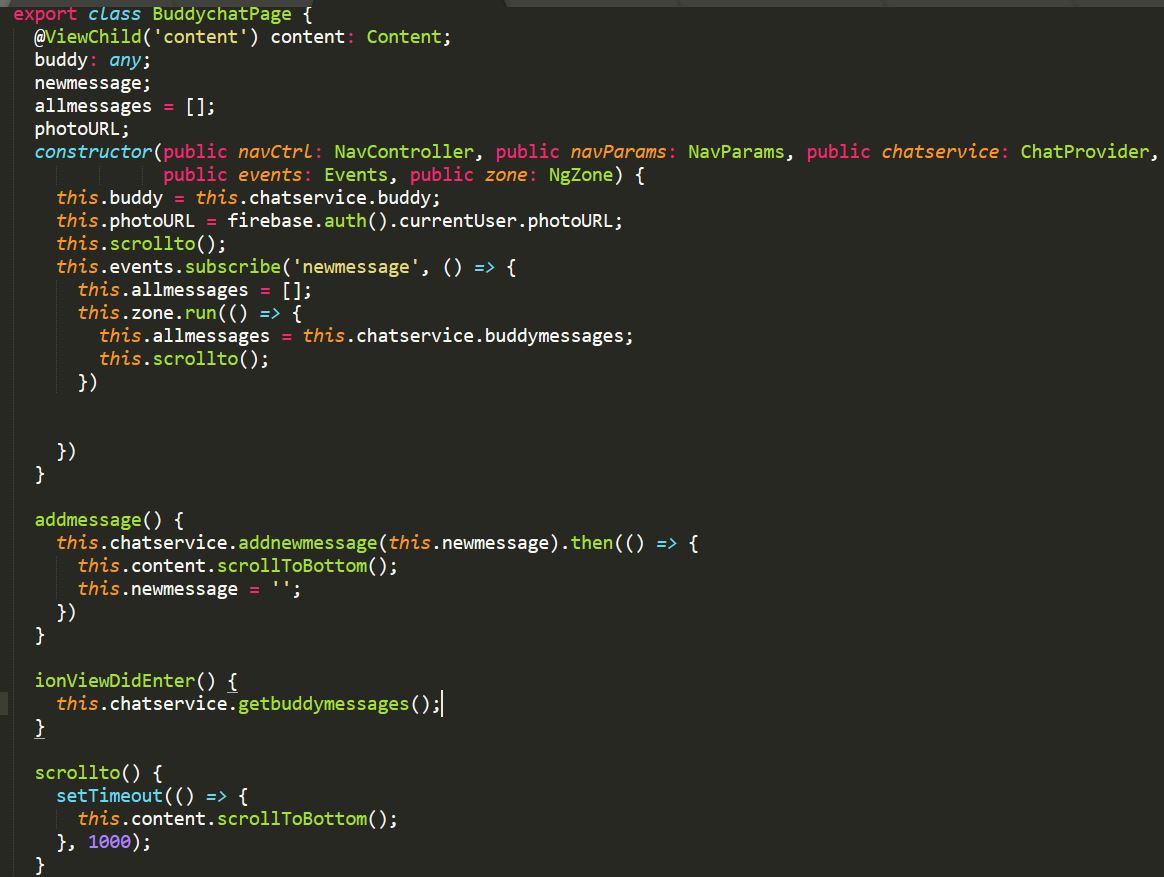 export class BuddychatPage {
  @ViewChild('content') content: Content;
  buddy: any;
  newmessage;
  allmessages = [];
  photoURL;
  constructor(public navCtrl: NavController, public navParams: NavParams, public chatservice: ChatProvider,
              public events: Events, public zone: NgZone) {
    this.buddy = this.chatservice.buddy;
    this.photoURL = firebase.auth().currentUser.photoURL;
    this.scrollto();
    this.events.subscribe('newmessage', () => {
      this.allmessages = [];
      this.zone.run(() => {
        this.allmessages = this.chatservice.buddymessages;
        this.scrollto();
      })
    })
  }
  addmessage() {
    this.chatservice.addnewmessage(this.newmessage).then(() => {
      this.content.scrollToBottom();
      this.newmessage = '';
    })
  }
  ionViewDidEnter() {
    this.chatservice.getbuddymessages();
  }
  scrollto() {
    setTimeout(() => {
      this.content.scrollToBottom();
    }, 1000);
  }